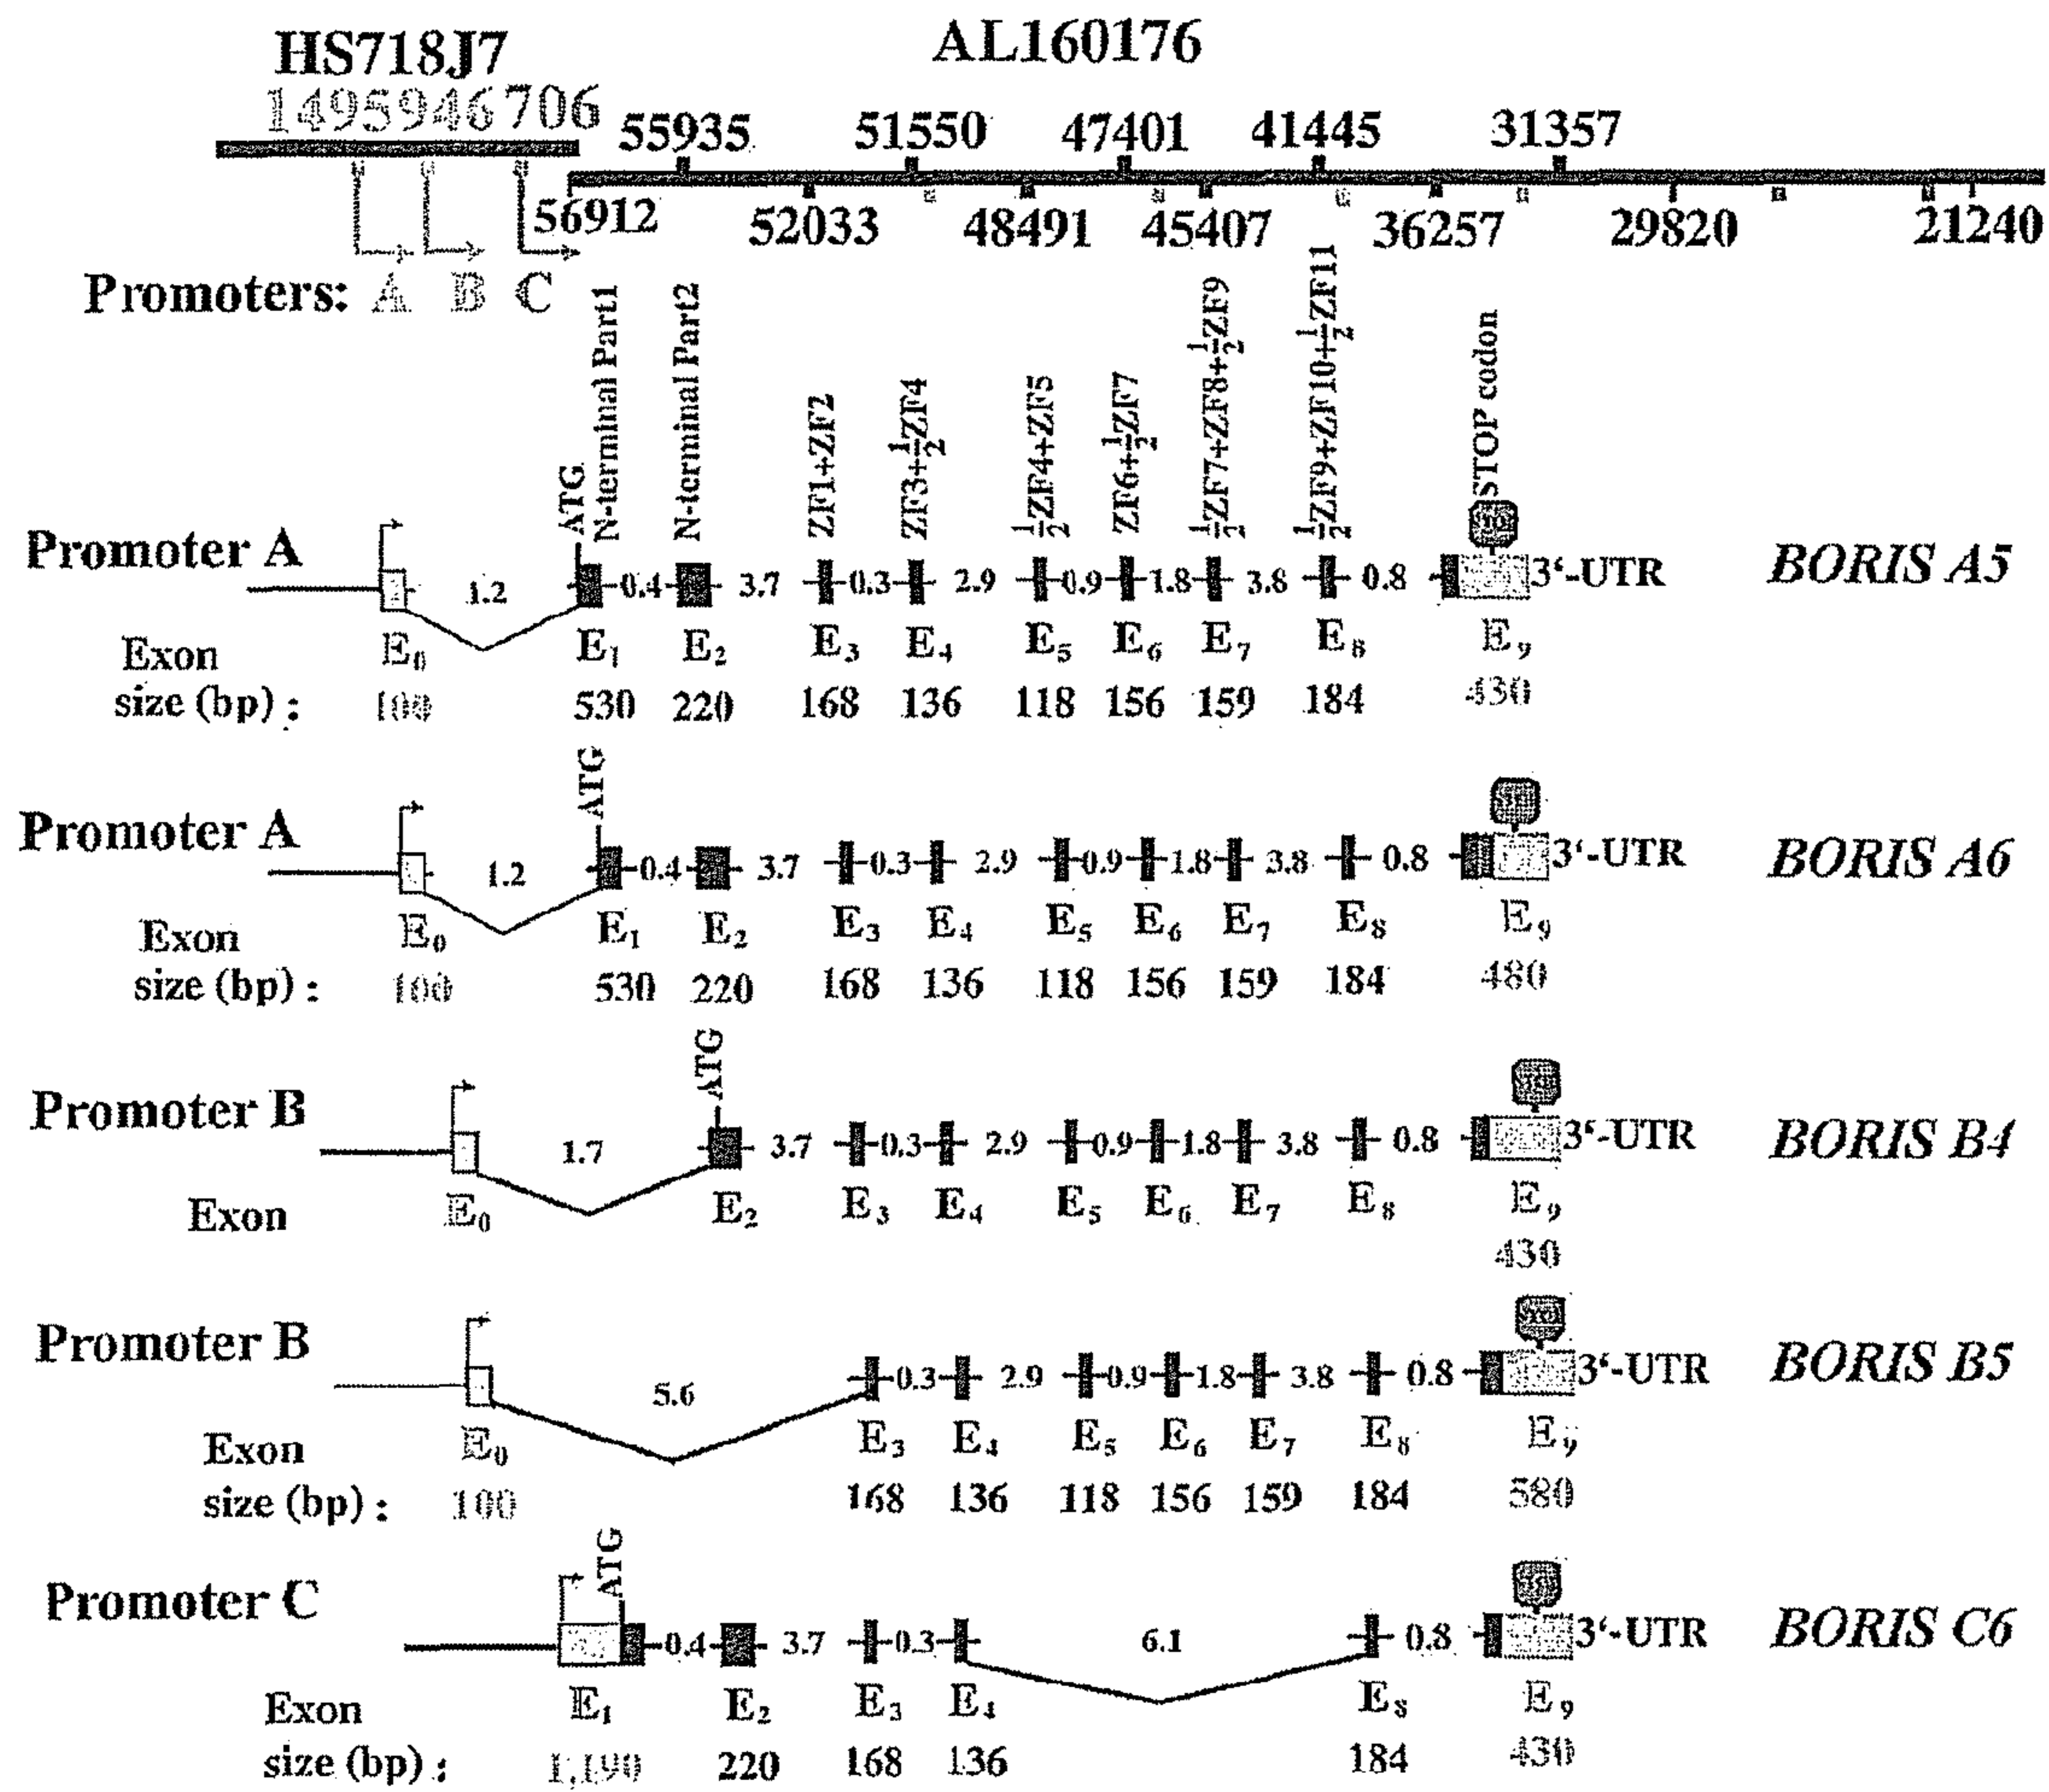 HS718J7 AL160176
1495 946 706 55935 51550 47401 41445 31357
56912 52033 48491 45407 36257 29820 21240
Promoters: A B C
ATG N-terminal Part1 N-terminal Part2 ZF1+ZF2 ZF3+½ZF4 ½ZF4+ZF5 ZF6+½ZF7 ½ZF7+ZF8+½ZF9 ½ZF9+ZF10+½ZF11 STOP codon
Promoter A 1.2 0.4 3.7 0.3 2.9 0.9 1.8 3.8 0.8 3‘-UTR BORIS A5
Exon E₀ E₁ E₂ E₃ E₄ E₅ E₆ E₇ E₈ E₉
size (bp) : 100 530 220 168 136 118 156 159 184 430
ATG
Promoter A 1.2 0.4 3.7 0.3 2.9 0.9 1.8 3.8 0.8 3‘-UTR BORIS A6
Exon E₀ E₁ E₂ E₃ E₄ E₅ E₆ E₇ E₈ E₉
size (bp) : 100 530 220 168 136 118 156 159 184 480
ATG
Promoter B 1.7 3.7 0.3 2.9 0.9 1.8 3.8 0.8 3‘-UTR BORIS B4
Exon E₀ E₂ E₃ E₄ E₅ E₆ E₇ E₈ E₉
430
Promoter B 5.6 0.3 2.9 0.9 1.8 3.8 0.8 3‘-UTR BORIS B5
Exon E₀ E₃ E₄ E₅ E₆ E₇ E₈ E₉
size (bp) : 100 168 136 118 156 159 184 580
ATG
Promoter C 0.4 3.7 0.3 6.1 0.8 3‘-UTR BORIS C6
Exon E₁ E₂ E₃ E₄ E₈ E₉
size (bp) : 1,190 220 168 136 184 430